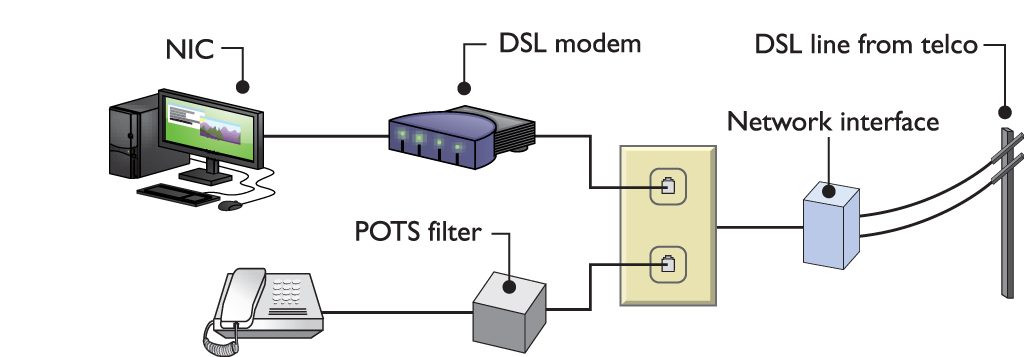 NIC
DSL modem
DSL line from telco
Network interface
POTS filter